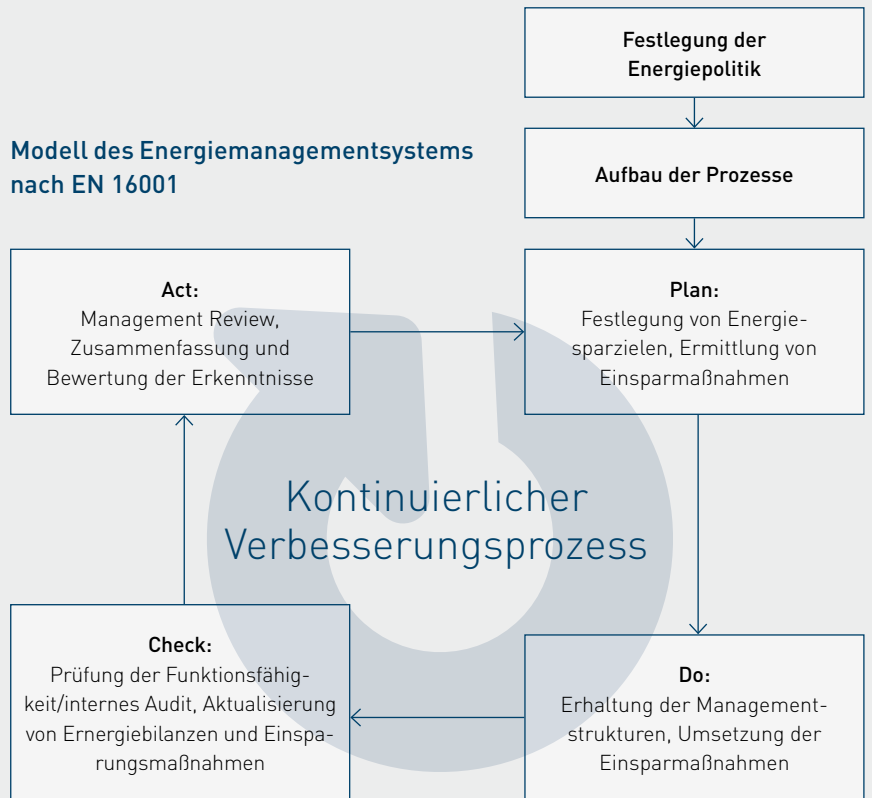 Festlegung der
Energiepolitik
Modell des Energiemanagementsystems
nach EN 16001
Aufbau der Prozesse
Act:
Management Review,
Zusammenfassung und
Bewertung der Erkenntnisse
Plan:
Festlegung von Energie-
sparzielen, Ermittlung von
Einsparmaßnahmen
Kontinuierlicher
Verbesserungsprozess
Check:
Prüfung der Funktionsfähig-
keit/internes Audit, Aktualisierung
von Ernergiebilanzen und Einspa-
rungsmaßnahmen
Do:
Erhaltung der Management-
strukturen, Umsetzung der
Einsparmaßnahmen